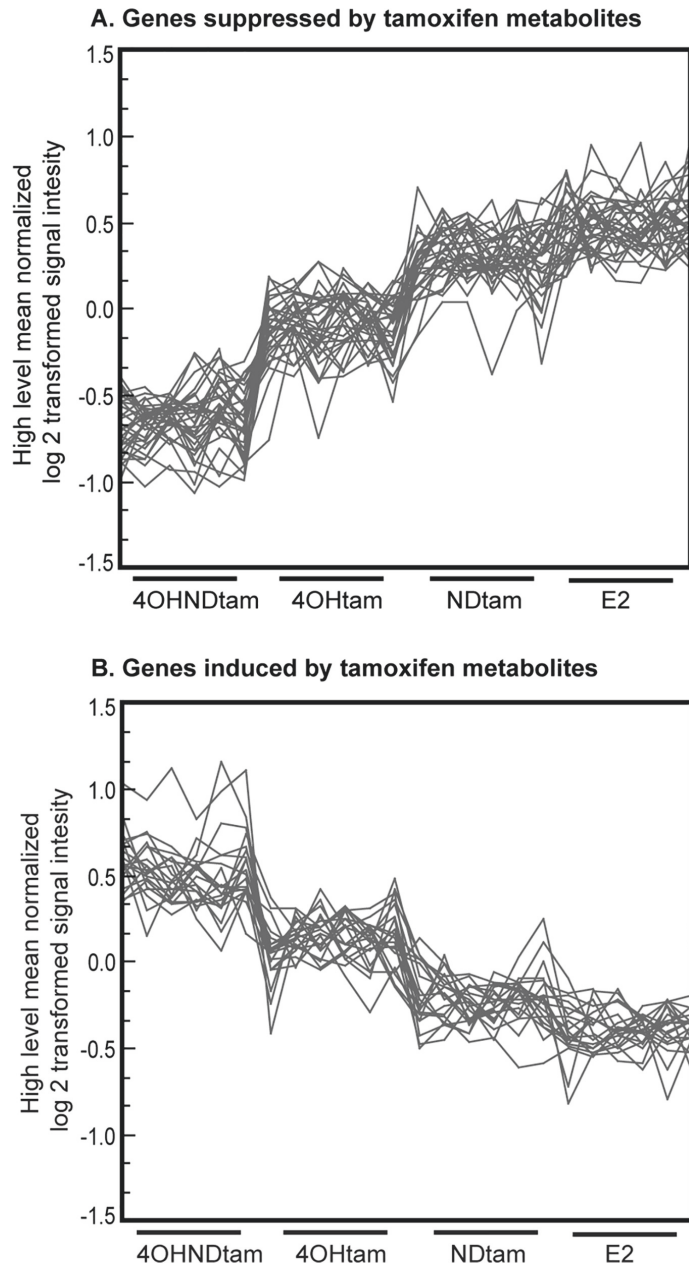 A. Genes suppressed by tamoxifen metabolites
High level mean normalized
log 2 transformed signal intesity
1.5
1.0
0.5
0.0
-0.5
-1.0
-1.5
4OHNDtam 4OHtam NDtam E2
B. Genes induced by tamoxifen metabolites
High level mean normalized
log 2 transformed signal intesity
1.5
1.0
0.5
0.0
-0.5
-1.0
-1.5
4OHNDtam 4OHtam NDtam E2